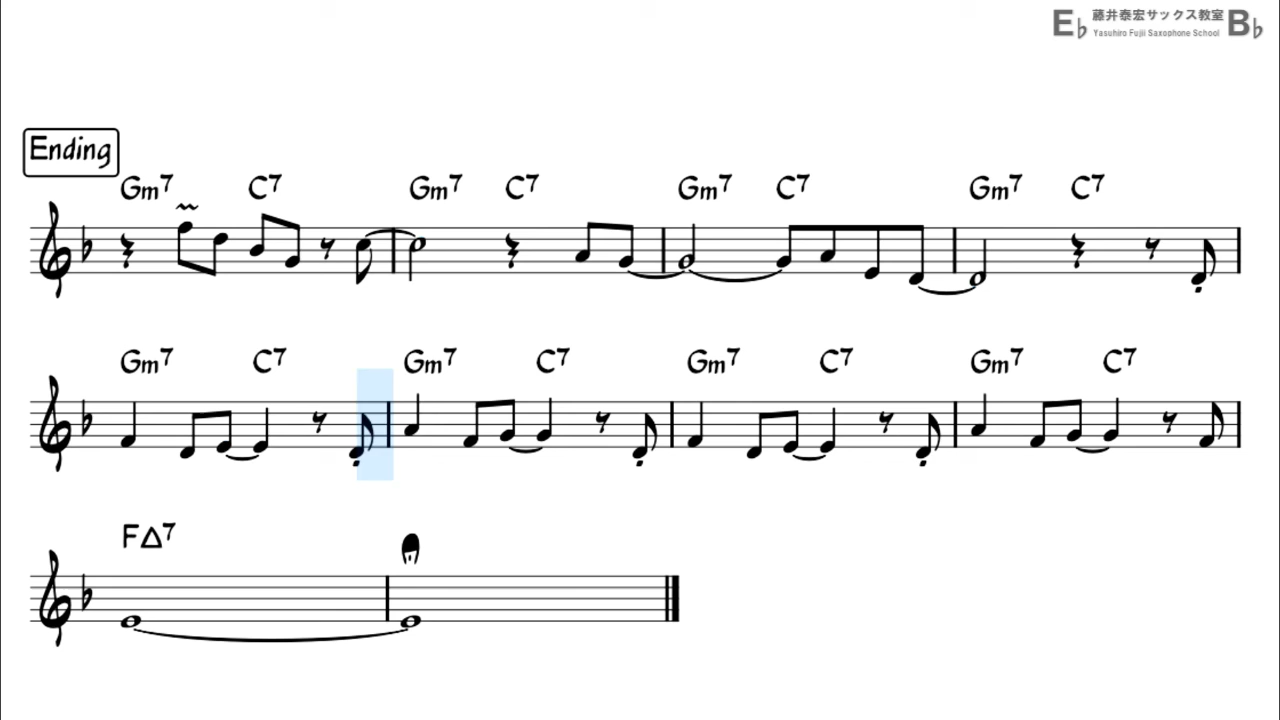 E♭ 藤井泰宏サックス教室 B♭
Yasuhiro Fujii Saxophone School
Ending
Gm7 C7 Gm7 C7 Gm7 C7 Gm7 C7
Gm7 C7 Gm7 C7 Gm7 C7 Gm7 C7
F△7